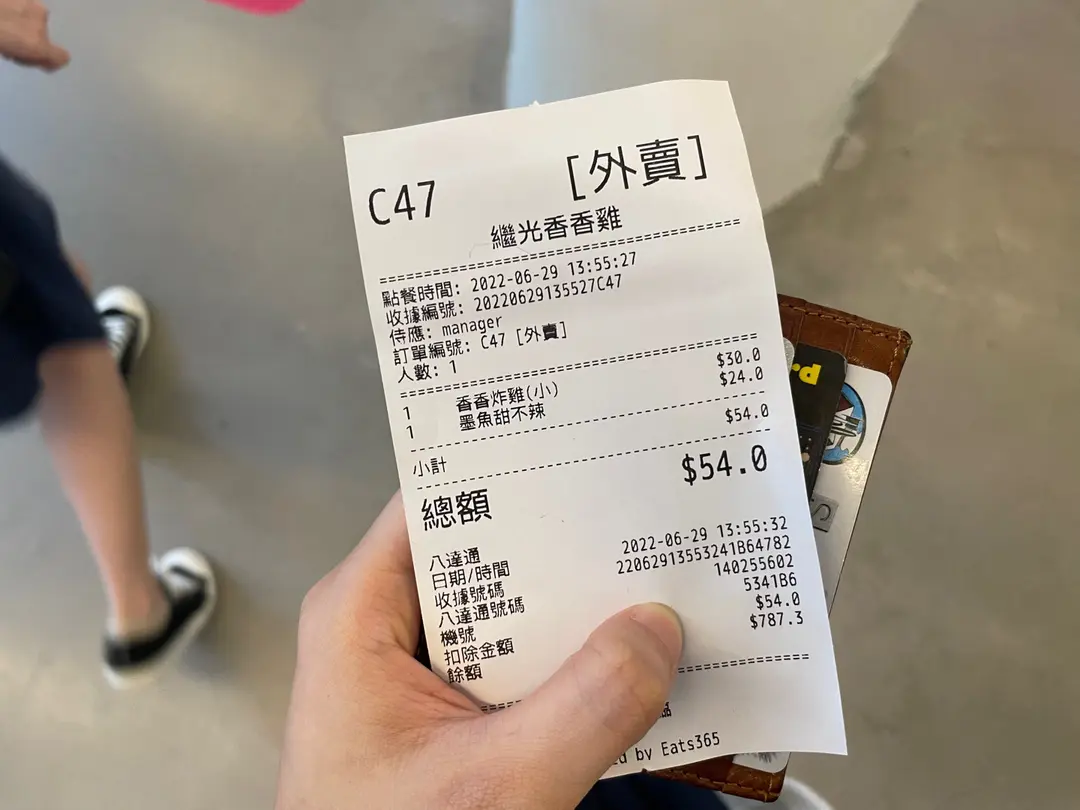 C47 [外賣]
繼光香香雞
點餐時間: 2022-06-29 13:55:27
收據編號: 20220629135527C47
侍應: manager
訂單編號: C47 [外賣]
人數: 1
1 香香炸雞(小) $30.0
1 墨魚甜不辣 $24.0
小計 $54.0
總額 $54.0
八達通
日期/時間 2022-06-29 13:55:32
收據號碼 22062913553241B64782
八達通號碼 140255602
機號 5341B6
扣除金額 $54.0
餘額 $787.3
by Eats365